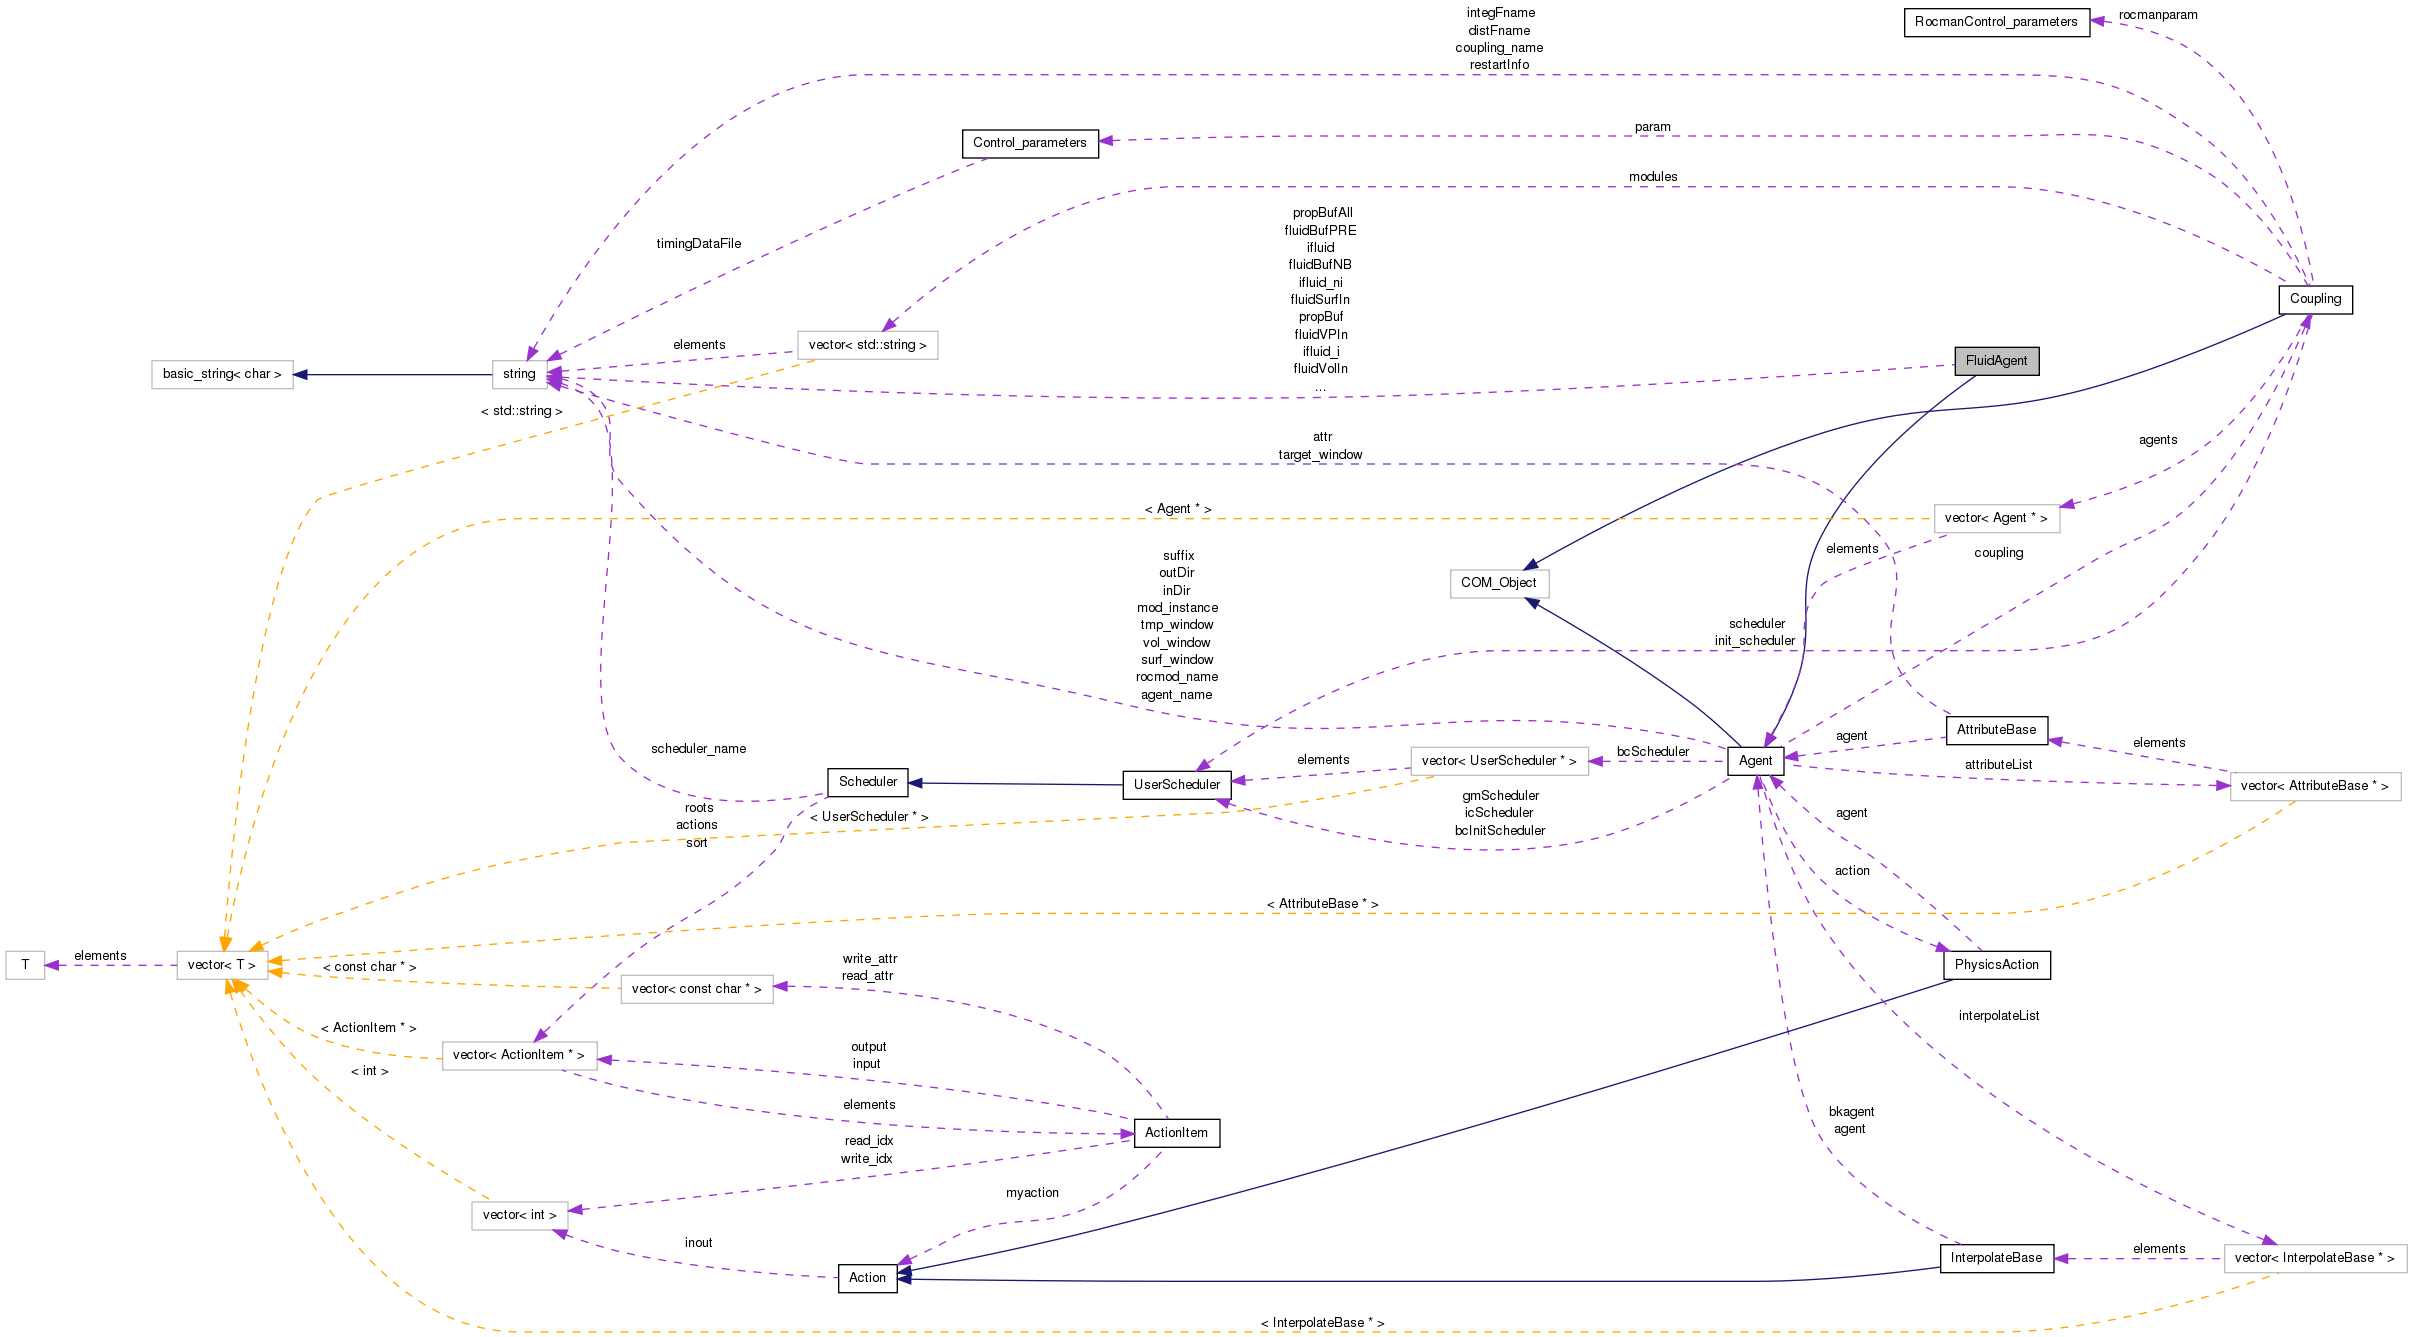 integFname
distFname
coupling_name
restartInfo
RocmanControl_parameters
rocmanparam
param
Control_parameters
modules
propBufAll
fluidBufPRE
ifluid
fluidBufNB
ifluid_ni
fluidSurfIn
propBuf
fluidVPIn
ifluid_i
fluidVolIn
...
timingDataFile
Coupling
vector< std::string >
elements
FluidAgent
basic_string< char >
string
< std::string >
attr
target_window
agents
< Agent * >
vector< Agent * >
elements
coupling
suffix
outDir
inDir
mod_instance
tmp_window
vol_window
surf_window
rocmod_name
agent_name
COM_Object
scheduler
init_scheduler
scheduler_name
AttributeBase
agent
elements
attributeList
bcScheduler
Agent
vector< UserScheduler * >
elements
Scheduler
UserScheduler
vector< AttributeBase * >
roots
actions
sort
< UserScheduler * >
gmScheduler
icScheduler
bcInitScheduler
agent
action
< AttributeBase * >
T
elements
vector< T >
< const char * >
vector< const char * >
write_attr
read_attr
PhysicsAction
interpolateList
< ActionItem * >
vector< ActionItem * >
output
input
< int >
elements
ActionItem
bkagent
agent
read_idx
write_idx
myaction
vector< int >
inout
Action
InterpolateBase
elements
vector< InterpolateBase * >
< InterpolateBase * >